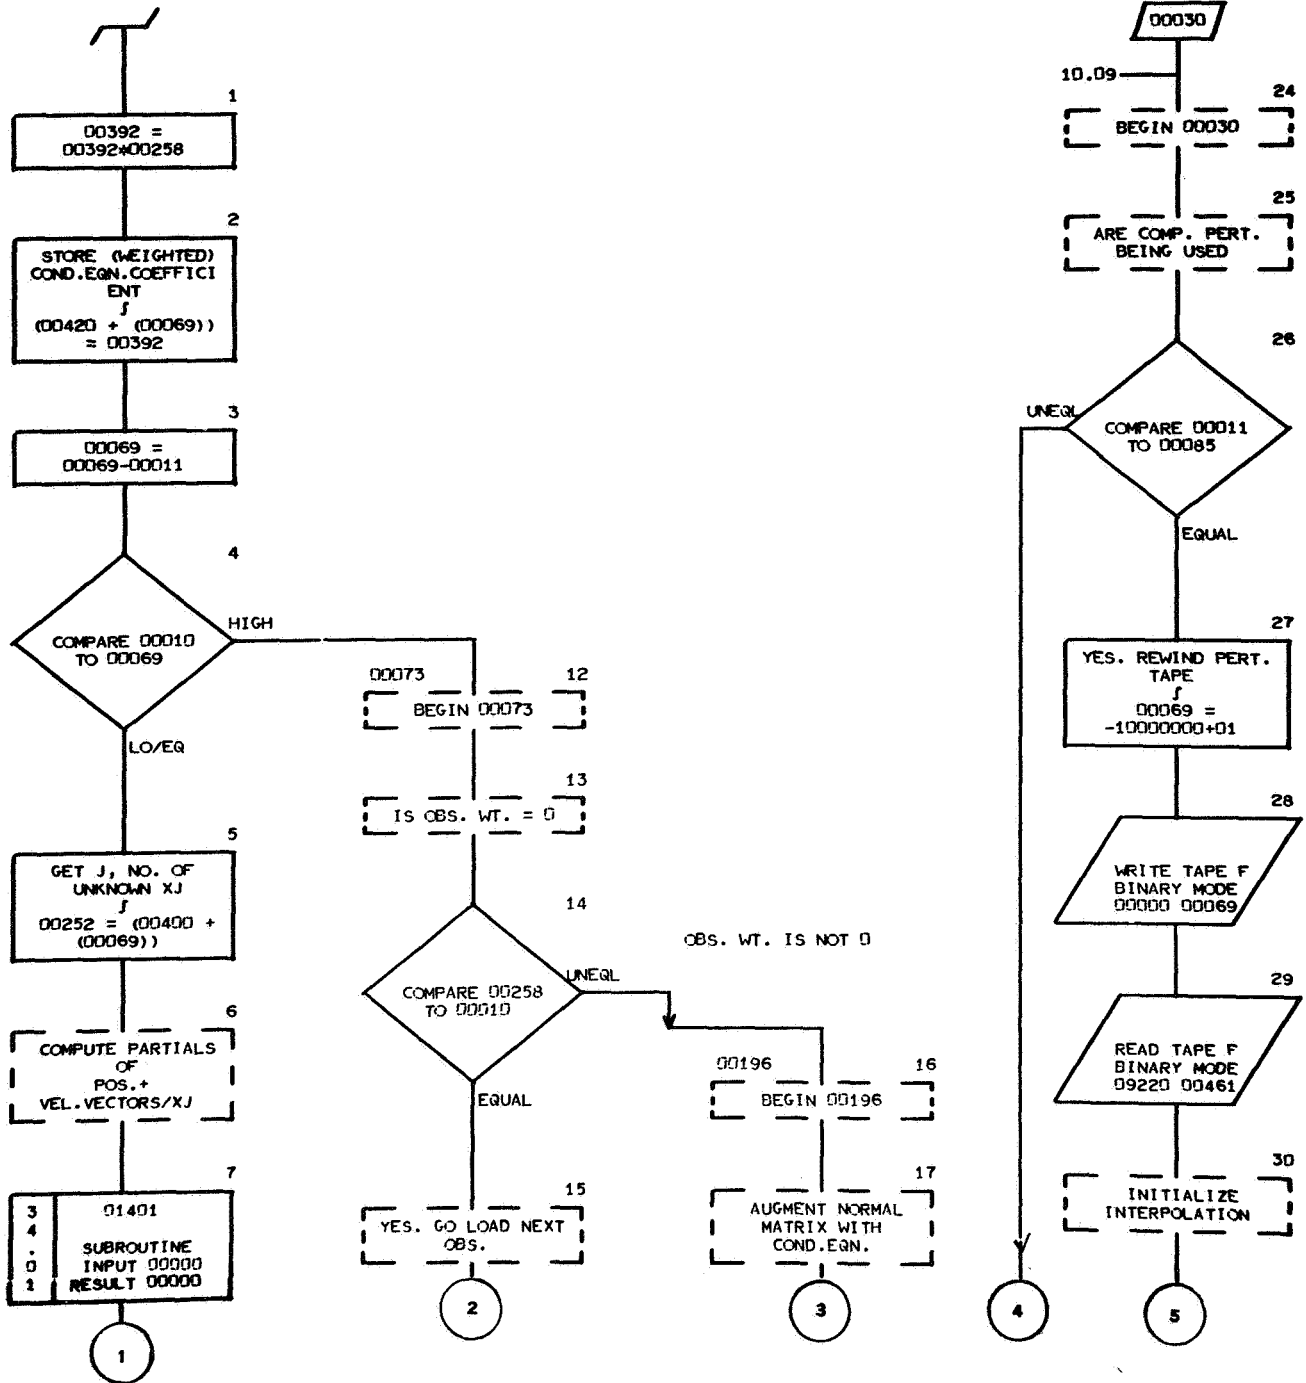 1
00392 =
00392*00258
2
STORE (WEIGHTED)
COND.EQN.COEFFICI
ENT
∫
(00420 + (00069))
= 00392
3
00069 =
00069-00011
4
COMPARE 00010
TO 00069
HIGH
LO/EQ
5
GET J, NO. OF
UNKNOWN XJ
∫
00252 = (00400 +
(00069))
6
COMPUTE PARTIALS
OF
POS.+
VEL.VECTORS/XJ
7
34.01
01401
SUBROUTINE
INPUT 00000
RESULT 00000
1
00073
12
BEGIN 00073
13
IS OBS. WT. = 0
14
COMPARE 00258
TO 00010
UNEQL
EQUAL
15
YES. GO LOAD NEXT
OBS.
2
OBS. WT. IS NOT 0
00196
16
BEGIN 00196
17
AUGMENT NORMAL
MATRIX WITH
COND.EQN.
3
00030
10.09
24
BEGIN 00030
25
ARE COMP. PERT.
BEING USED
26
UNEQL
COMPARE 00011
TO 00085
EQUAL
27
YES. REWIND PERT.
TAPE
∫
00069 =
-10000000+01
28
WRITE TAPE F
BINARY MODE
00000 00069
29
READ TAPE F
BINARY MODE
09220 00461
30
INITIALIZE
INTERPOLATION
4
5